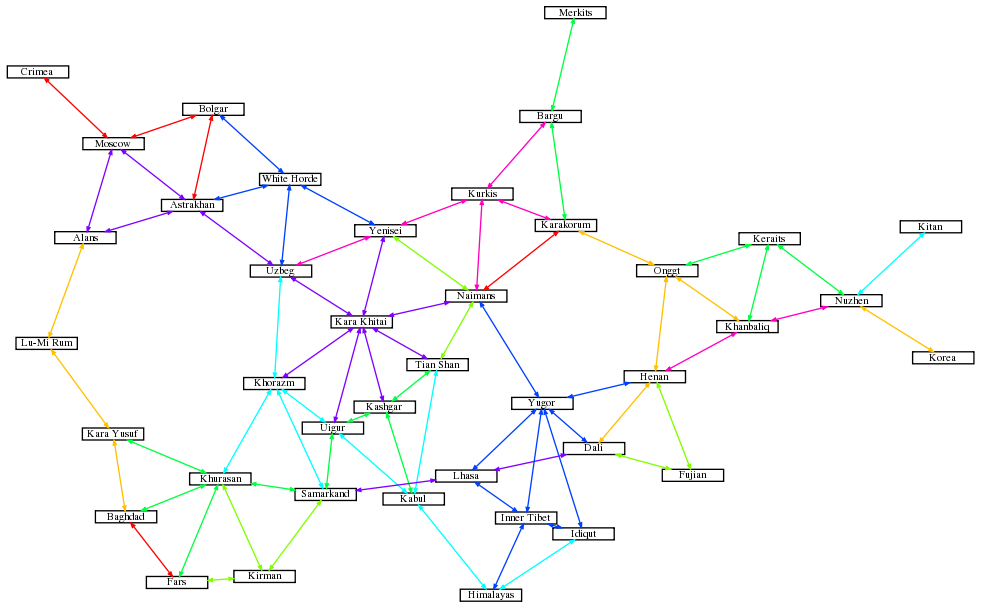 Merkits
Crimea
Bolgar
Bargu
Moscow
White Horde
Kurkis
Astrakhan
Karakorum
Kitan
Yenisei
Alans
Keraits
Uzbeg
Onggt
Naimans
Nuzhen
Kara Khitai
Khanbaliq
Lu-Mi Rum
Korea
Tian Shan
Henan
Khorazm
Yugor
Kashgar
Uigur
Kara Yusuf
Dali
Lhasa
Fujian
Khurasan
Samarkand
Kabul
Baghdad
Inner Tibet
Idiqut
Kirman
Fars
Himalayas